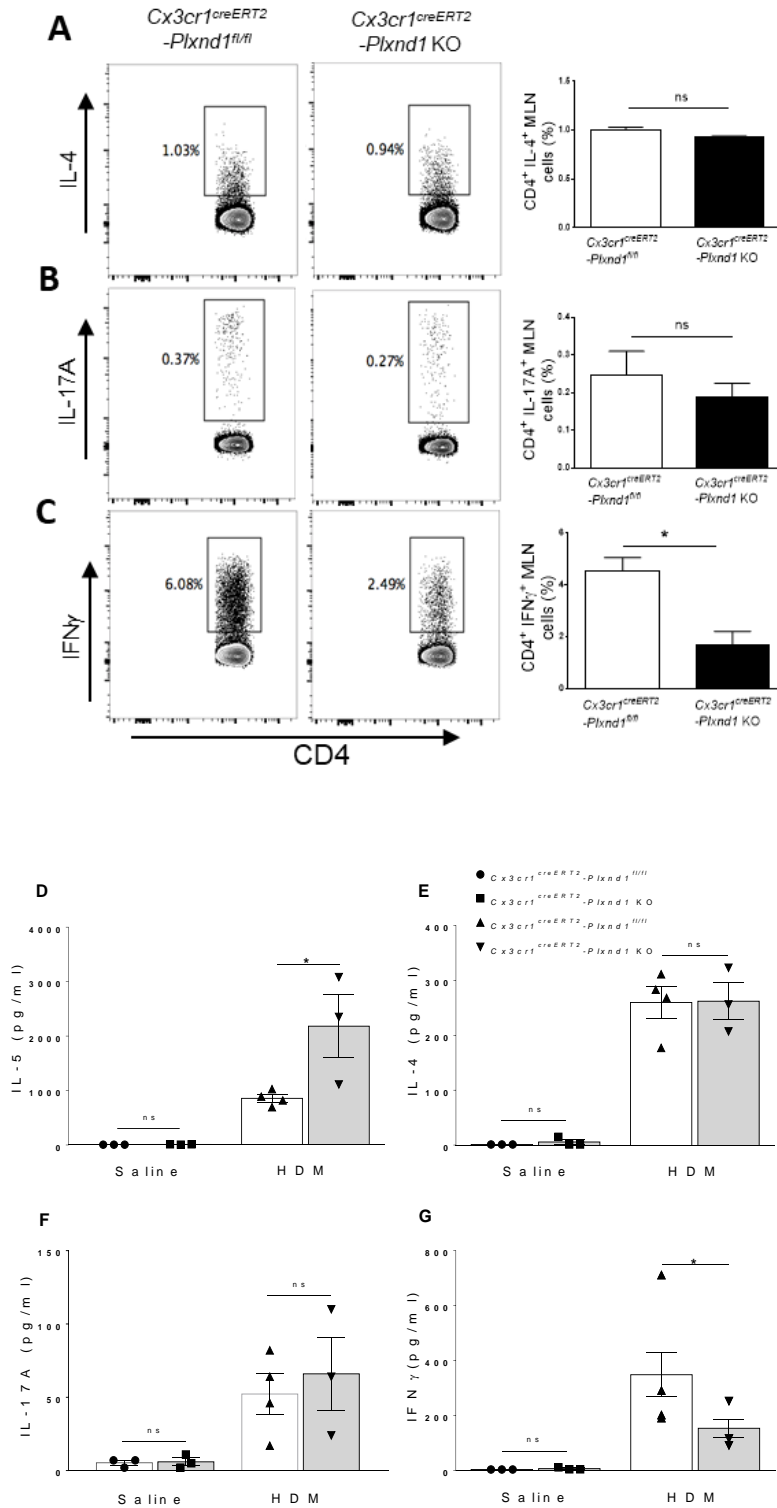 A
Cx3cr1creERT2
-Plxnd1fl/fl
Cx3cr1creERT2
-Plxnd1 KO
IL-4
1.03%
0.94%
CD4+ IL-4+ MLN
cells (%)
1.5
1.0
0.5
0.0
ns
Cx3cr1creERT2
-Plxnd1fl/fl
Cx3cr1creERT2
-Plxnd1 KO
B
IL-17A
0.37%
0.27%
CD4+ IL-17A+ MLN
cells (%)
0.4
0.3
0.2
0.1
0.0
ns
Cx3cr1creERT2
-Plxnd1fl/fl
Cx3cr1creERT2
-Plxnd1 KO
C
IFNγ
6.08%
2.49%
CD4+ IFNγ+ MLN
cells (%)
6
4
2
0
*
Cx3cr1creERT2
-Plxnd1fl/fl
Cx3cr1creERT2
-Plxnd1 KO
CD4
Cx3cr1creERT2-Plxnd1fl/fl
Cx3cr1creERT2-Plxnd1 KO
Cx3cr1creERT2-Plxnd1fl/fl
Cx3cr1creERT2-Plxnd1 KO
D
IL-5 (pg/ml)
4000
3000
2000
1000
0
ns
*
Saline
HDM
E
IL-4 (pg/ml)
400
300
200
100
0
ns
ns
Saline
HDM
F
IL-17A (pg/ml)
150
100
50
0
ns
ns
Saline
HDM
G
IFNγ(pg/ml)
800
600
400
200
0
ns
*
Saline
HDM